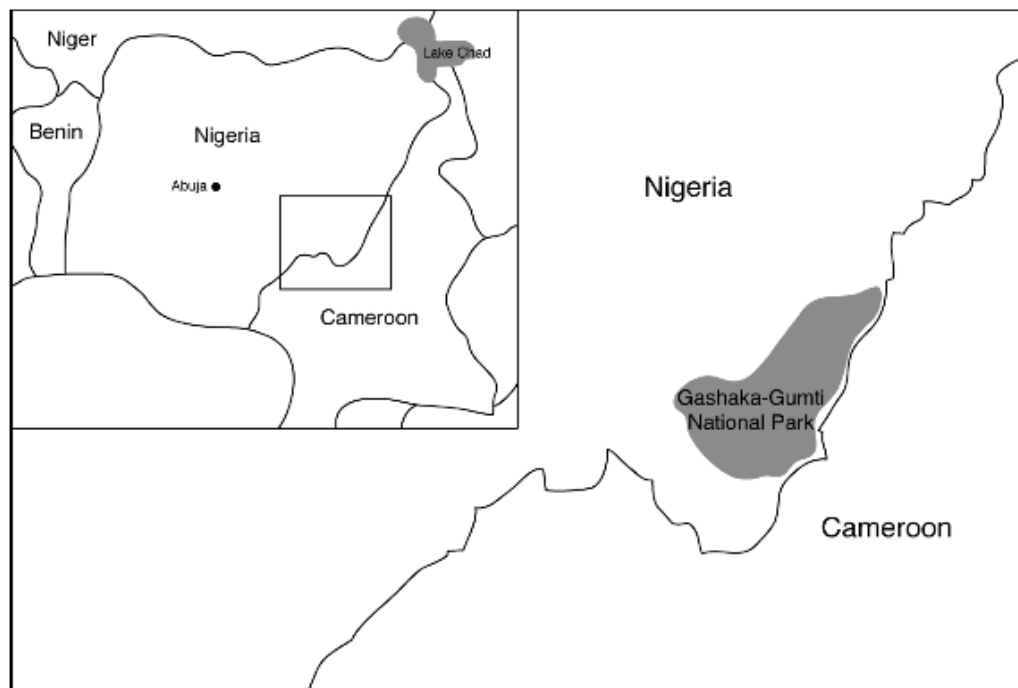 Niger
Lake Chad
Benin
Nigeria
Abuja
Cameroon
Nigeria
Gashaka-Gumti
National Park
Cameroon